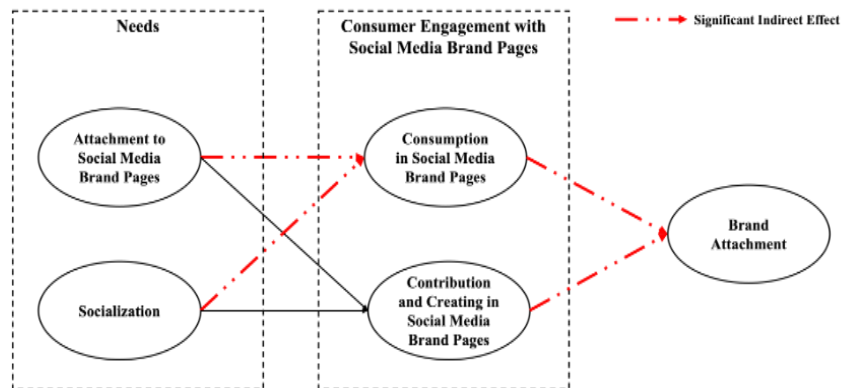 Needs
Consumer Engagement with
Social Media Brand Pages
Significant Indirect Effect
Attachment to
Social Media
Brand Pages
Consumption
in Social Media
Brand Pages
Brand
Attachment
Socialization
Contribution
and Creating in
Social Media
Brand Pages